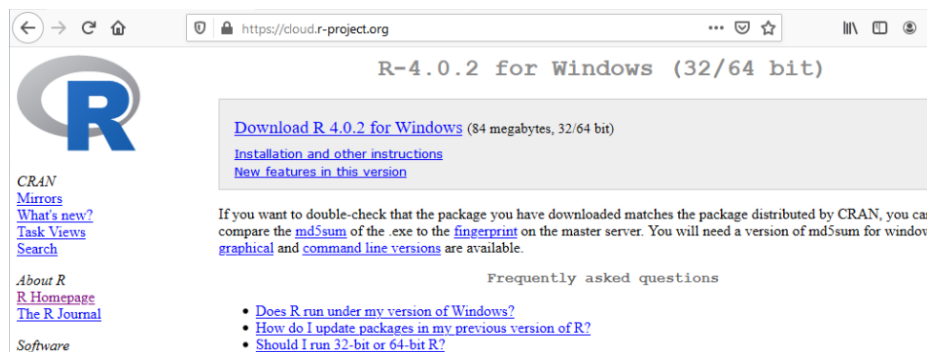 https://cloud.r-project.org
R
R-4.0.2 for Windows (32/64 bit)
Download R 4.0.2 for Windows (84 megabytes, 32/64 bit)
Installation and other instructions
New features in this version
CRAN
Mirrors
What's new?
Task Views
Search
About R
R Homepage
The R Journal
Software
If you want to double-check that the package you have downloaded matches the package distributed by CRAN, you can
compare the md5sum of the .exe to the fingerprint on the master server. You will need a version of md5sum for window
graphical and command line versions are available.
Frequently asked questions
Does R run under my version of Windows?
How do I update packages in my previous version of R?
Should I run 32-bit or 64-bit R?